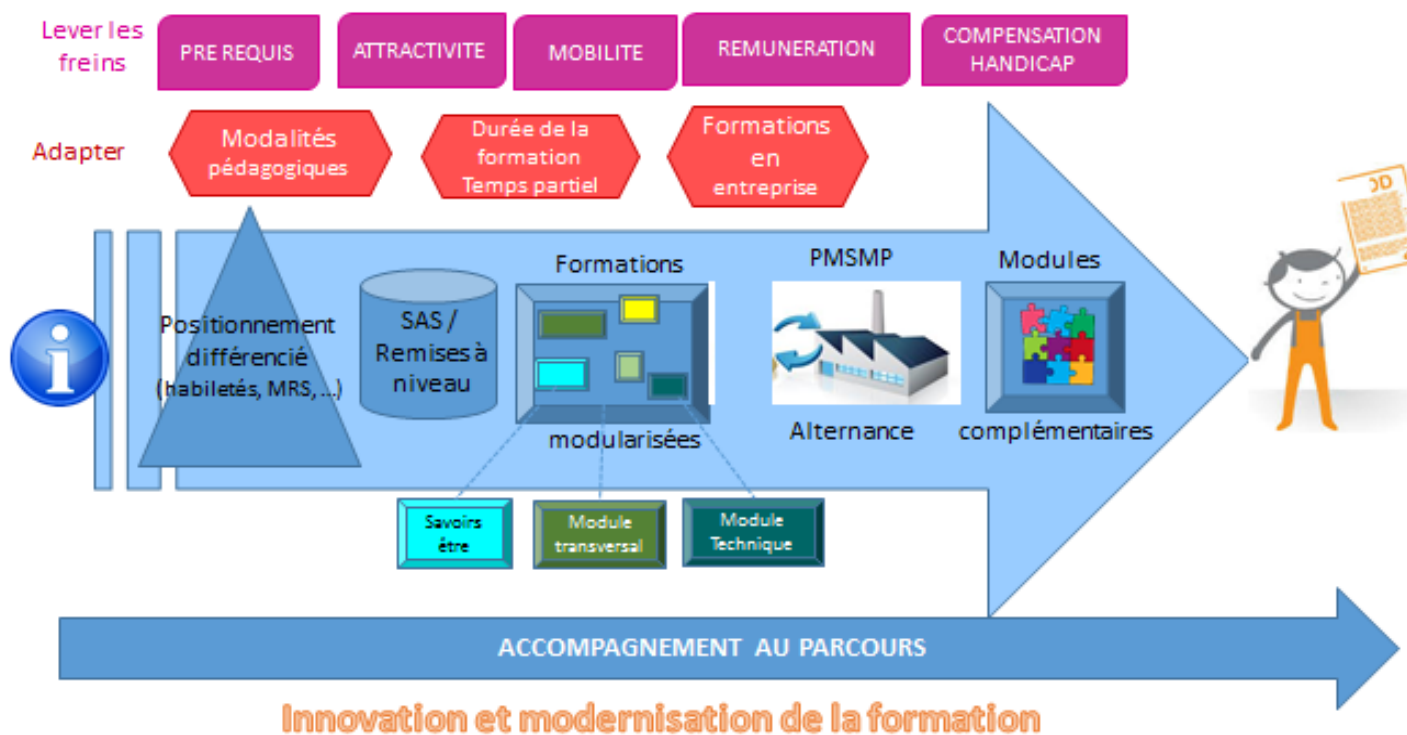 Lever les
freins
PRE REQUIS
ATTRACTIVITE
MOBILITE
REMUNERATION
COMPENSATION
HANDICAP
Adapter
Modalités
pédagogiques
Durée de la
formation
Temps partiel
Formations
en
entreprise
Positionnement
différencié
(habiletés, MRS, ...)
SAS /
Remises à
niveau
Formations
modularisées
PMSMP
Alternance
Modules
complémentaires
Savoirs
être
Module
transversal
Module
Technique
ACCOMPAGNEMENT AU PARCOURS
Innovation et modernisation de la formation